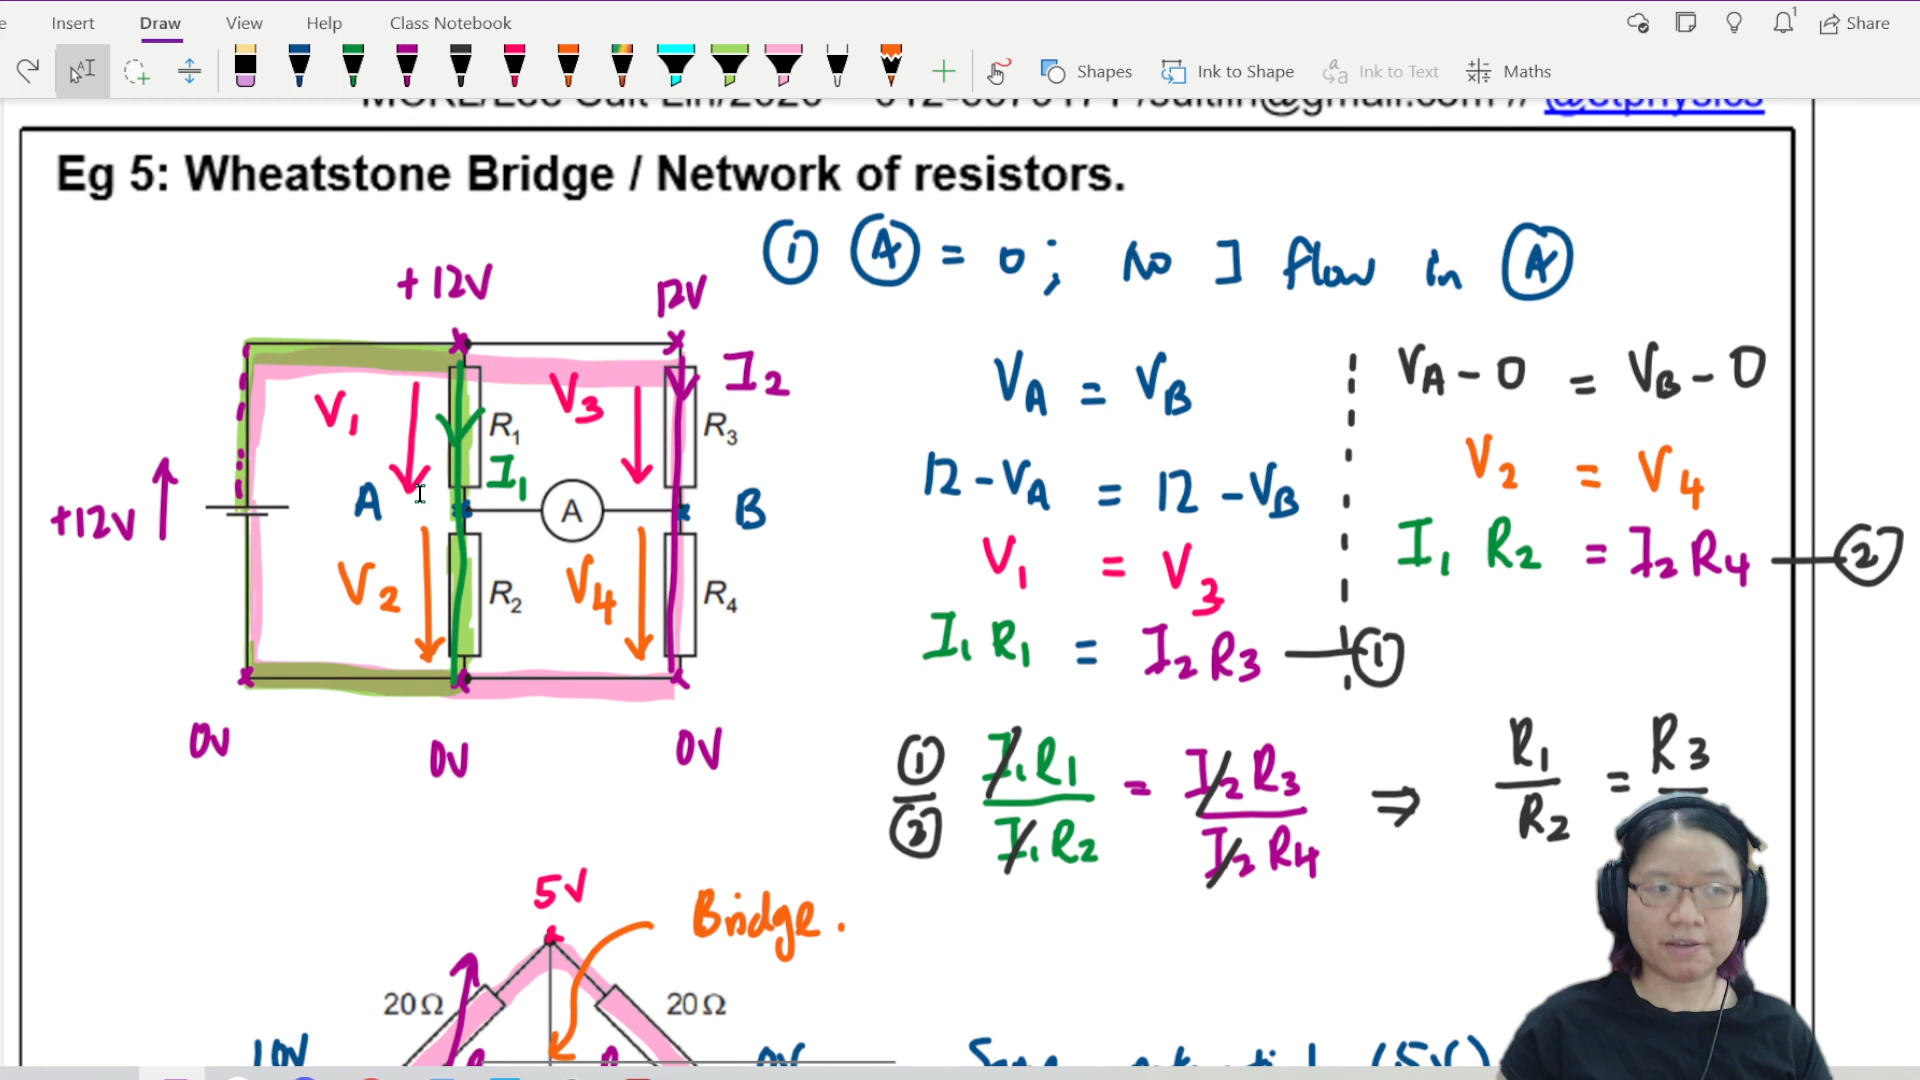 Insert Draw View Help Class Notebook
1 Share
Shapes Ink to Shape Ink to Text Maths
Eg 5: Wheatstone Bridge / Network of resistors.
① Ⓐ = 0 ; No I flow in Ⓐ
+12V 12V
I2
V1 V3
R1 R3
I1
A A B
+12V
V2 V4
R2 R4
0V 0V 0V
VA = VB
12 - VA = 12 - VB
V1 = V3
I1 R1 = I2 R3 — ①
VA - 0 = VB - 0
V2 = V4
I1 R2 = I2 R4 — ②
①/② I1R1/I1R2 = I2R3/I2R4 ⇒ R1/R2 = R3
5V
Bridge.
20Ω 20Ω
10V 0V
(5V)